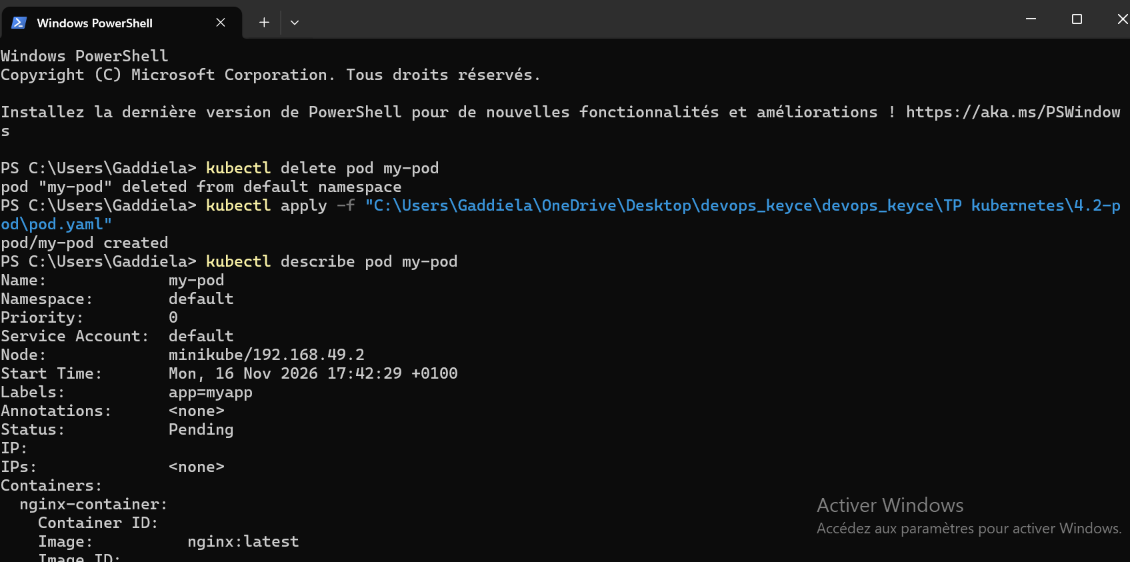 Windows PowerShell
Windows PowerShell
Copyright (C) Microsoft Corporation. Tous droits réservés.
Installez la dernière version de PowerShell pour de nouvelles fonctionnalités et améliorations ! https://aka.ms/PSWindow
s
PS C:\Users\Gaddiela> kubectl delete pod my-pod
pod "my-pod" deleted from default namespace
PS C:\Users\Gaddiela> kubectl apply -f "C:\Users\Gaddiela\OneDrive\Desktop\devops_keyce\devops_keyce\TP kubernetes\4.2-p
od\pod.yaml"
pod/my-pod created
PS C:\Users\Gaddiela> kubectl describe pod my-pod
Name:             my-pod
Namespace:        default
Priority:         0
Service Account:  default
Node:             minikube/192.168.49.2
Start Time:       Mon, 16 Nov 2026 17:42:29 +0100
Labels:           app=myapp
Annotations:      <none>
Status:           Pending
IP:
IPs:              <none>
Containers:
  nginx-container:
    Container ID:
    Image:          nginx:latest
    Image ID:
Activer Windows
Accédez aux paramètres pour activer Windows.